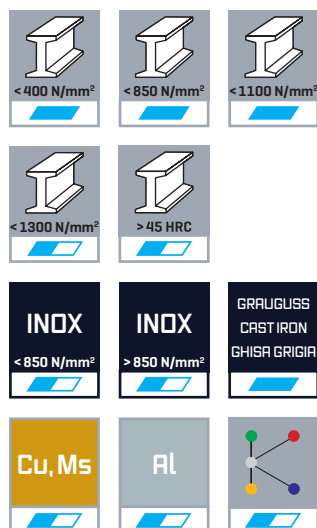 < 400 N/mm²
< 850 N/mm²
< 1100 N/mm²
< 1300 N/mm²
> 45 HRC
INOX
< 850 N/mm²
INOX
> 850 N/mm²
GRAUGUSS
CAST IRON
GHISA GRIGIA
Cu, Ms
Al